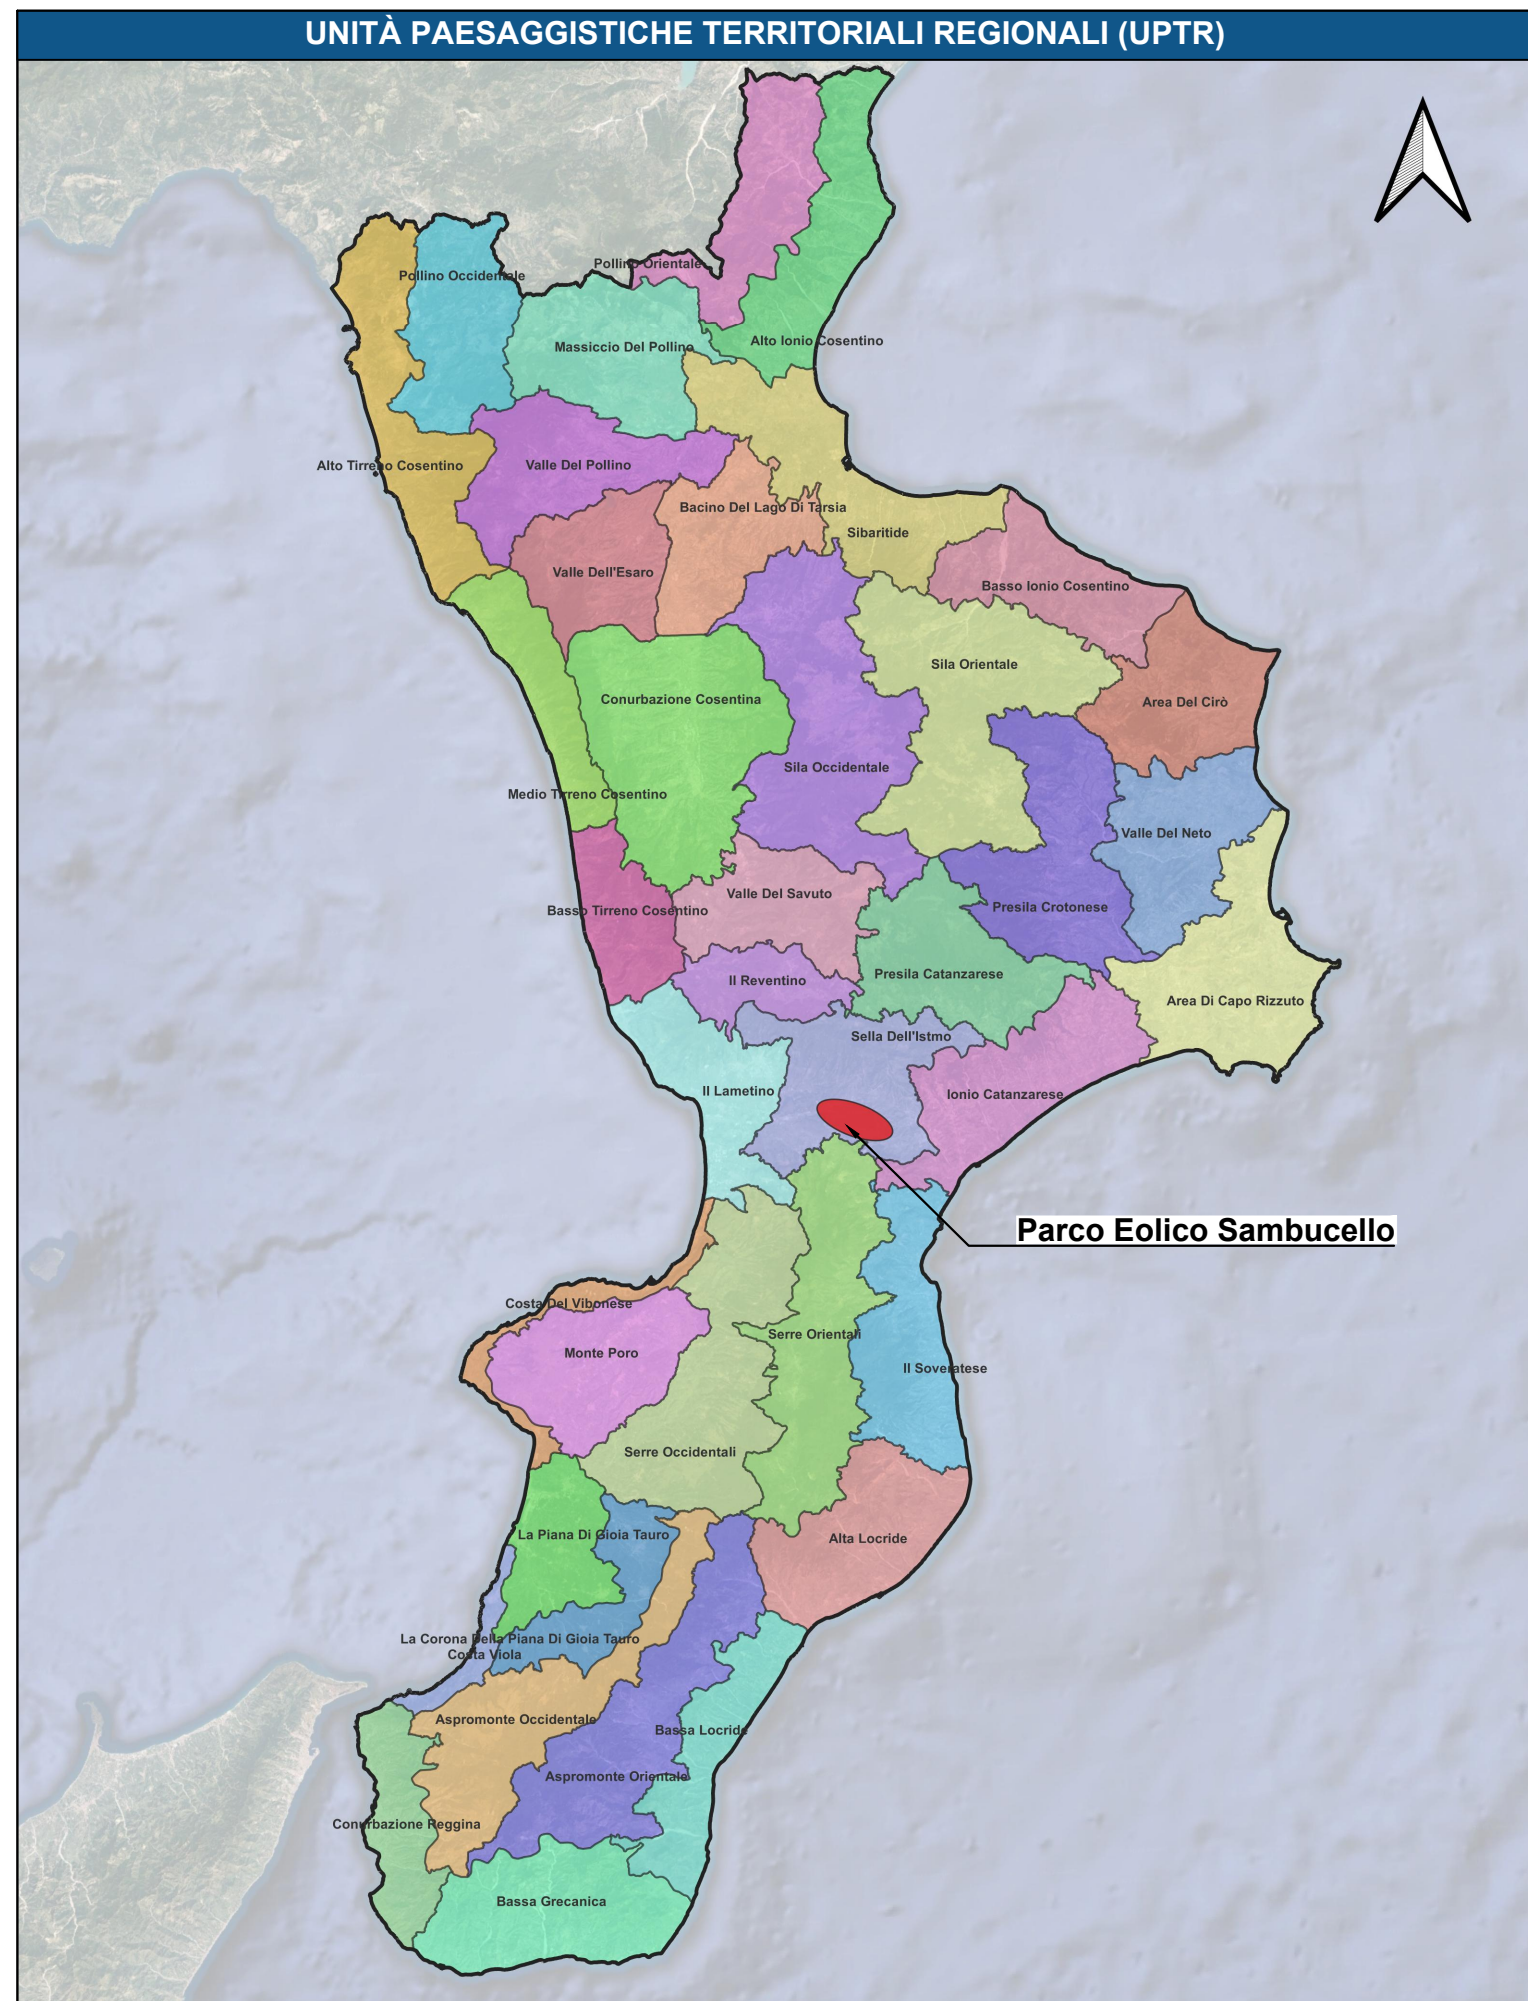 UNITÀ PAESAGGISTICHE TERRITORIALI REGIONALI (UPTR)
Pollino Orientale
Pollino Occidentale
Alto Ionio Cosentino
Massiccio Del Pollino
Alto Tirreno Cosentino
Valle Del Pollino
Bacino Del Lago Di Tarsia
Sibaritide
Valle Dell'Esaro
Basso Ionio Cosentino
Sila Orientale
Conurbazione Cosentina
Area Del Cirò
Sila Occidentale
Medio Tirreno Cosentino
Valle Del Neto
Valle Del Savuto
Presila Crotonese
Basso Tirreno Cosentino
Presila Catanzarese
Il Reventino
Area Di Capo Rizzuto
Sella Dell'Istmo
Il Lametino
Ionio Catanzarese
Parco Eolico Sambucello
Costa Del Vibonese
Serre Orientali
Monte Poro
Il Soveratese
Serre Occidentali
La Piana Di Gioia Tauro
Alta Locride
La Corona Della Piana Di Gioia Tauro
Costa Viola
Aspromonte Occidentale
Bassa Locride
Aspromonte Orientale
Conurbazione Reggina
Bassa Grecanica